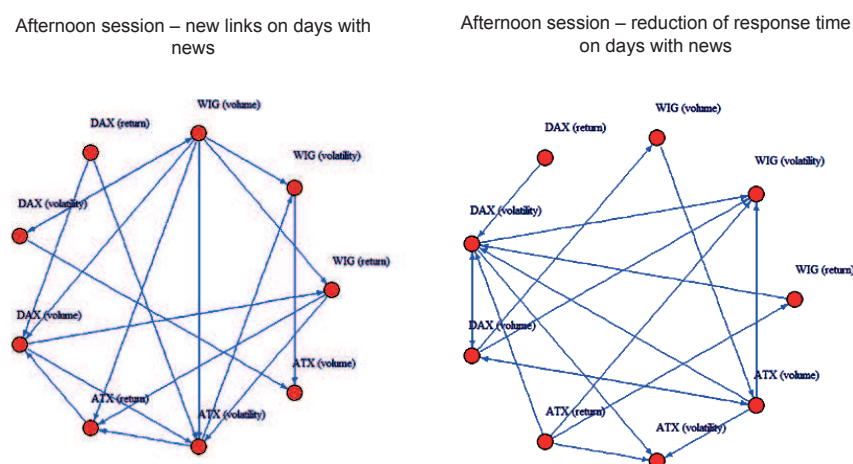 Afternoon session – new links on days with
news
WIG (volume)
DAX (return)
WIG (volatility)
DAX (volatility)
WIG (return)
DAX (volume)
ATX (volume)
ATX (return)
ATX (volatility)
Afternoon session – reduction of response time
on days with news
WIG (volume)
DAX (return)
WIG (volatility)
DAX (volatility)
WIG (return)
DAX (volume)
ATX (volume)
ATX (return)
ATX (volatility)